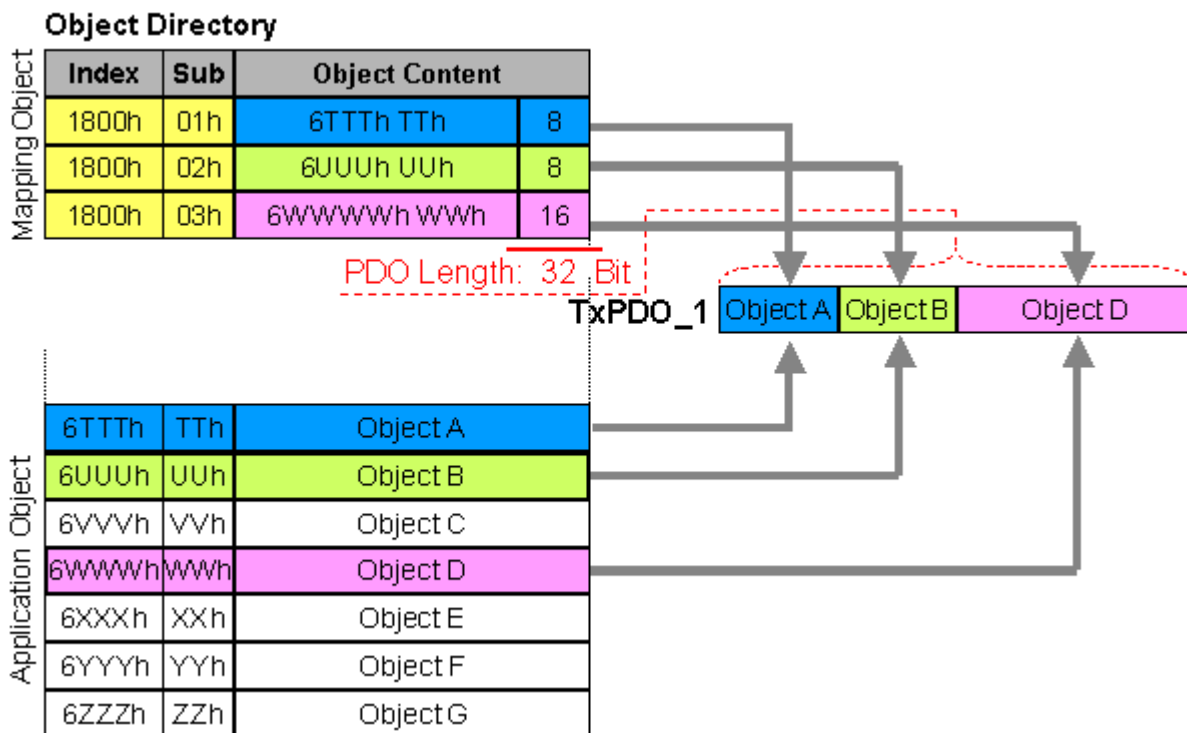 Object Directory
Mapping Object
Index Sub Object Content
1800h 01h 6TTTh TTh 8
1800h 02h 6UUUh UUh 8
1800h 03h 6WWWWh WWh 16
PDO Length: 32 Bit
TxPDO_1 Object A Object B Object D
Application Object
6TTTh TTh Object A
6UUUh UUh Object B
6VVVh VVh Object C
6WWWh WWh Object D
6XXXh XXh Object E
6YYYh YYh Object F
6ZZZh ZZh Object G